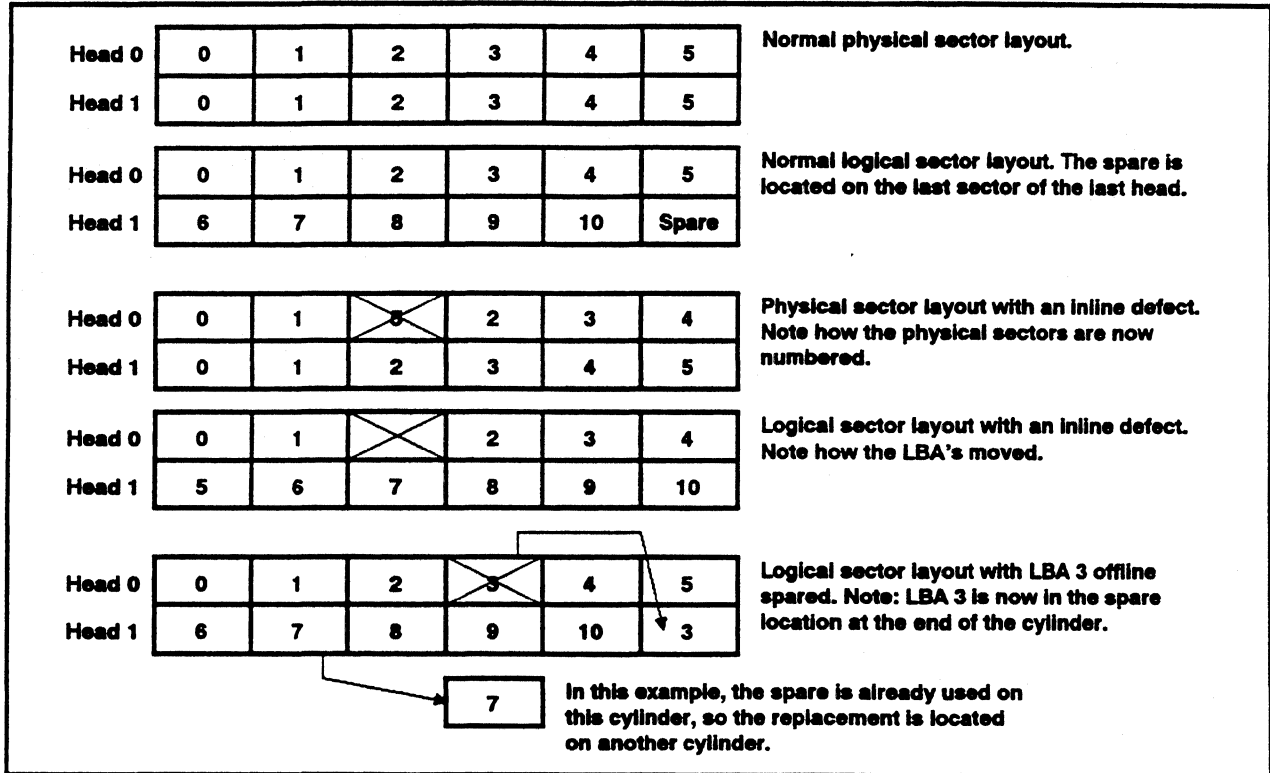 Head 0 0 1 2 3 4 5 Normal physical sector layout.
Head 1 0 1 2 3 4 5
Head 0 0 1 2 3 4 5 Normal logical sector layout. The spare is
located on the last sector of the last head.
Head 1 6 7 8 9 10 Spare
Head 0 0 1 5 2 3 4 Physical sector layout with an inline defect.
Note how the physical sectors are now
numbered.
Head 1 0 1 2 3 4 5
Head 0 0 1 2 3 4 Logical sector layout with an inline defect.
Note how the LBA's moved.
Head 1 5 6 7 8 9 10
Head 0 0 1 2 3 4 5 Logical sector layout with LBA 3 offline
spared. Note: LBA 3 is now in the spare
location at the end of the cylinder.
Head 1 6 7 8 9 10 3
7 In this example, the spare is already used on
this cylinder, so the replacement is located
on another cylinder.